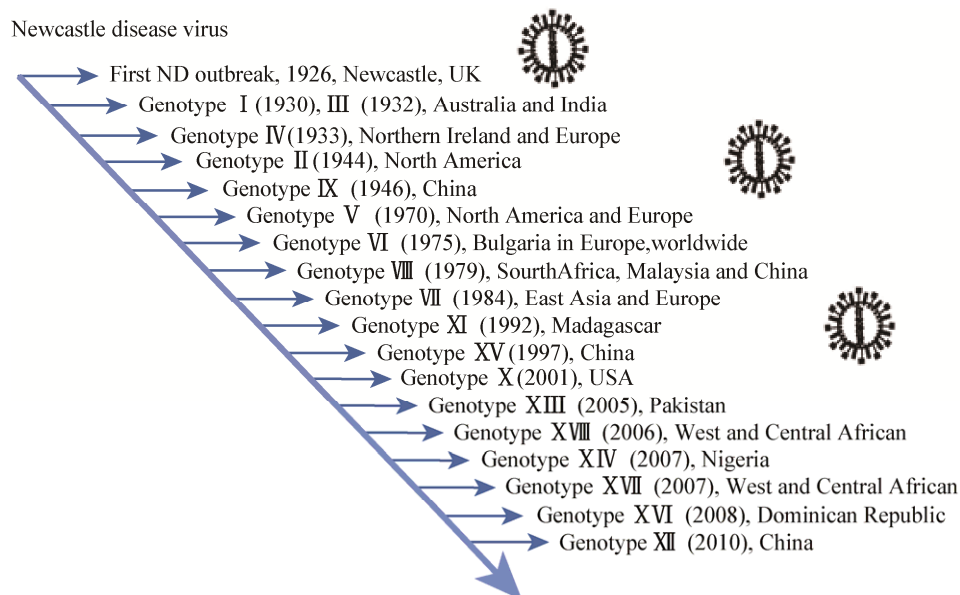 Newcastle disease virus
First ND outbreak, 1926, Newcastle, UK
Genotype Ⅰ (1930), Ⅲ (1932), Australia and India
Genotype Ⅳ(1933), Northern Ireland and Europe
Genotype Ⅱ(1944), North America
Genotype Ⅸ (1946), China
Genotype Ⅴ (1970), North America and Europe
Genotype Ⅵ (1975), Bulgaria in Europe,worldwide
Genotype Ⅷ (1979), SourthAfrica, Malaysia and China
Genotype Ⅶ (1984), East Asia and Europe
Genotype Ⅺ (1992), Madagascar
Genotype ⅩⅤ(1997), China
Genotype Ⅹ(2001), USA
Genotype ⅩⅢ (2005), Pakistan
Genotype ⅩⅧ (2006), West and Central African
Genotype ⅩⅣ (2007), Nigeria
Genotype ⅩⅦ (2007), West and Central African
Genotype ⅩⅥ (2008), Dominican Republic
Genotype Ⅻ (2010), China